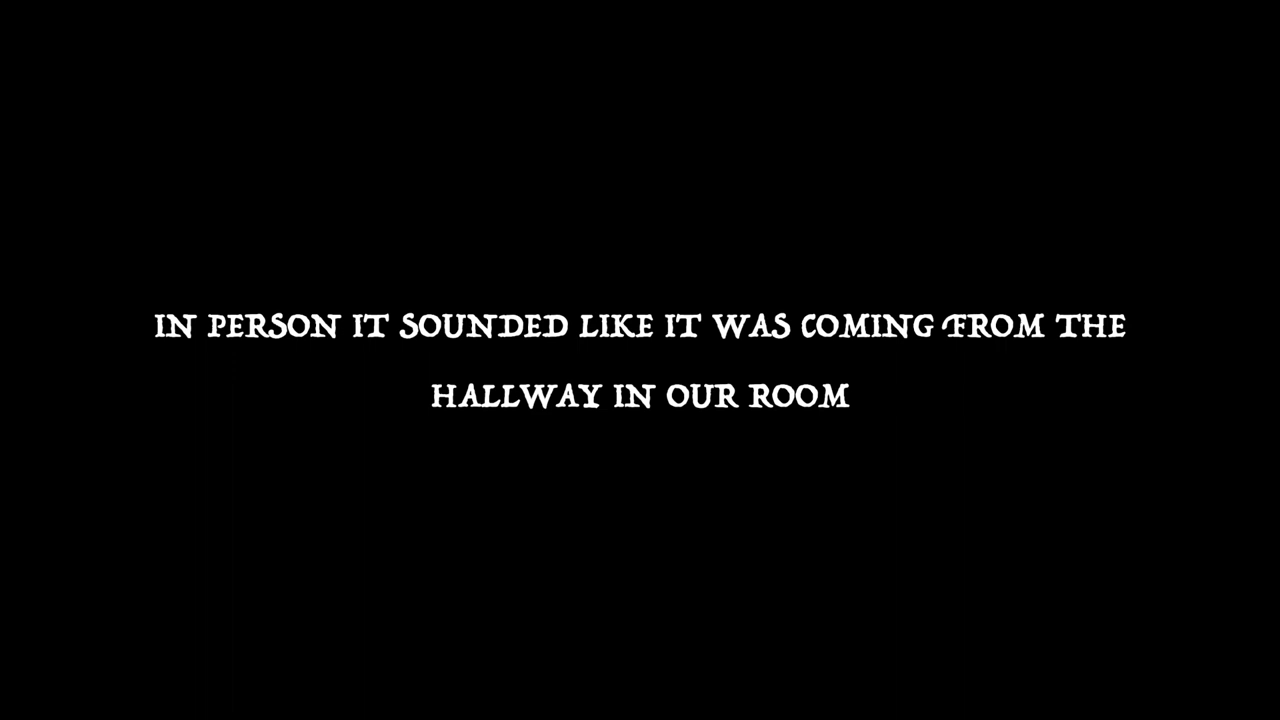 IN PERSON IT SOUNDED LIKE IT WAS COMING FROM THE
HALLWAY IN OUR ROOM